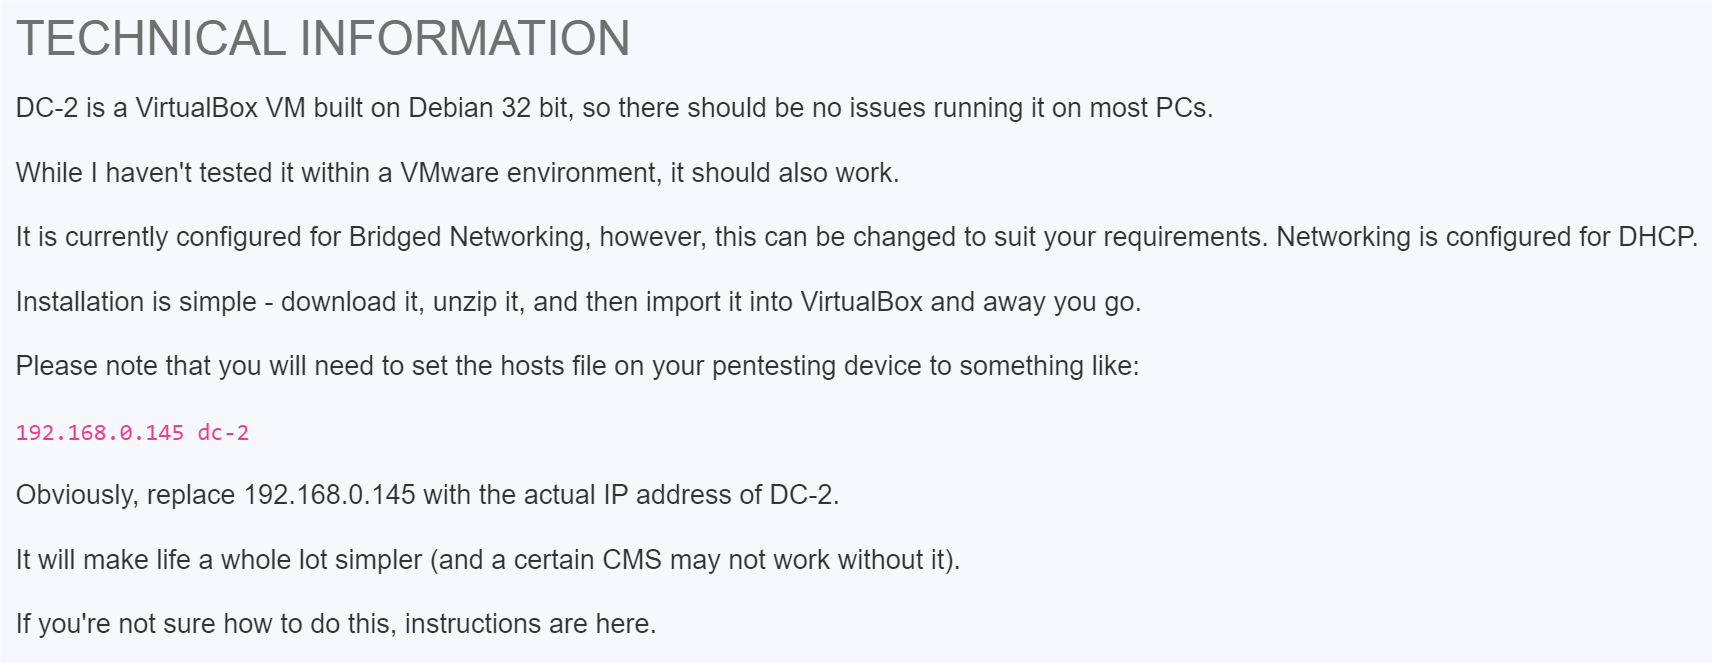 TECHNICAL INFORMATION
DC-2 is a VirtualBox VM built on Debian 32 bit, so there should be no issues running it on most PCs.
While I haven't tested it within a VMware environment, it should also work.
It is currently configured for Bridged Networking, however, this can be changed to suit your requirements. Networking is configured for DHCP.
Installation is simple - download it, unzip it, and then import it into VirtualBox and away you go.
Please note that you will need to set the hosts file on your pentesting device to something like:
192.168.0.145 dc-2
Obviously, replace 192.168.0.145 with the actual IP address of DC-2.
It will make life a whole lot simpler (and a certain CMS may not work without it).
If you're not sure how to do this, instructions are here.